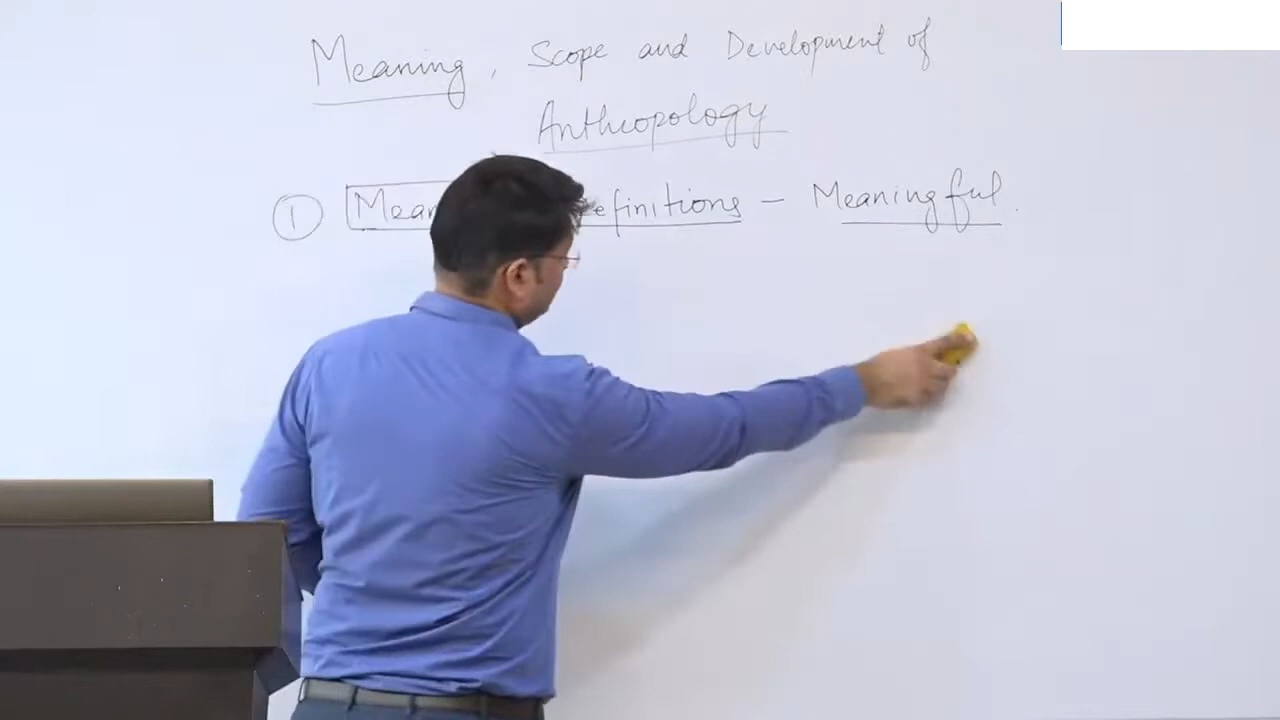 Meaning, Scope and Development of
Anthropology
① Mean efinitions - Meaningful.